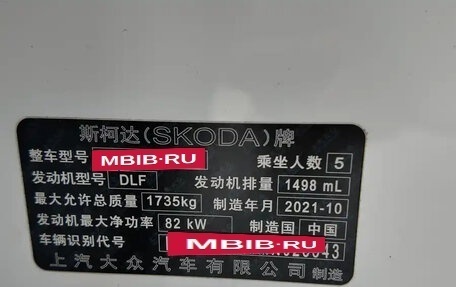 斯柯达(SKODA)牌
整车型号 MBIB-RU 乘坐人数 5
发动机型号 DLF 发动机排量 1498 mL
最大允许总质量 1735kg 制造年月 2021-10
发动机最大净功率 82 kW 制造国 中国
车辆识别代号 MBIB-RU
上汽大众汽车有限公司 制造